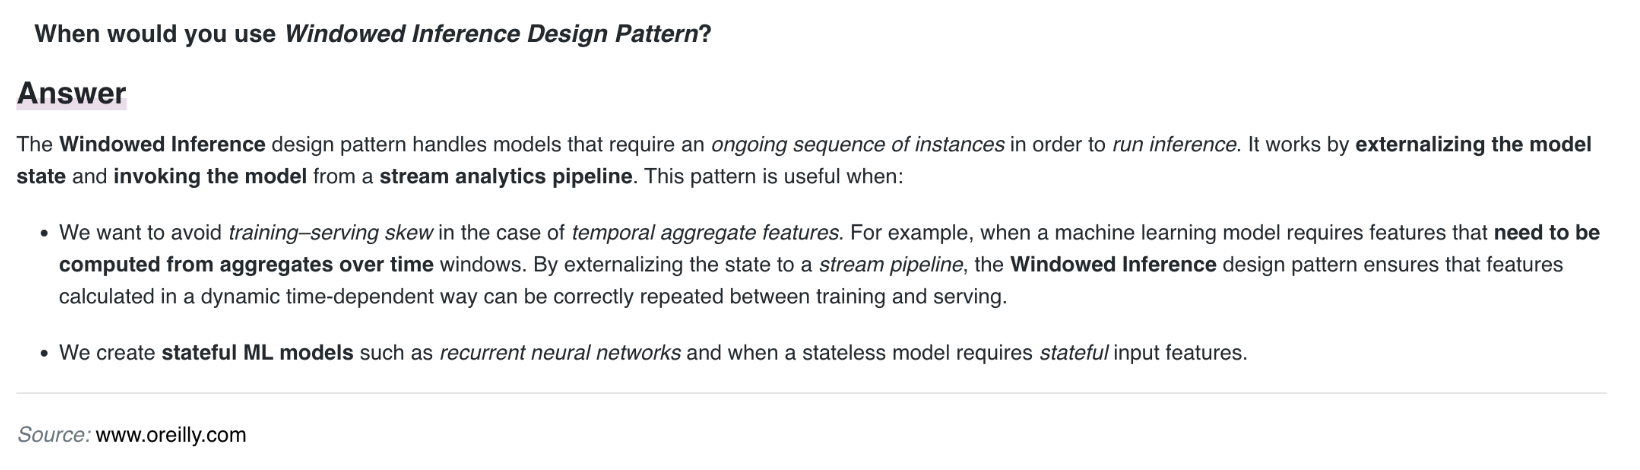 When would you use Windowed Inference Design Pattern?
Answer
The Windowed Inference design pattern handles models that require an ongoing sequence of instances in order to run inference. It works by externalizing the model
state and invoking the model from a stream analytics pipeline. This pattern is useful when:
• We want to avoid training–serving skew in the case of temporal aggregate features. For example, when a machine learning model requires features that need to be
computed from aggregates over time windows. By externalizing the state to a stream pipeline, the Windowed Inference design pattern ensures that features
calculated in a dynamic time-dependent way can be correctly repeated between training and serving.
• We create stateful ML models such as recurrent neural networks and when a stateless model requires stateful input features.
Source: www.oreilly.com